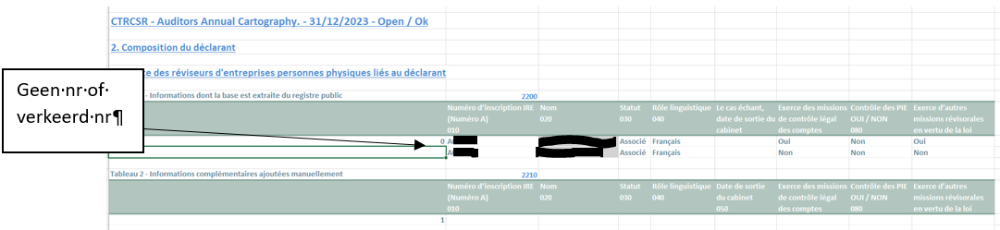 CTRCSR - Auditors Annual Cartography. - 31/12/2023 - Open / Ok
2. Composition du déclarant
te des réviseurs d'entreprises personnes physiques liés au déclarant
Geen·nr·of·
verkeerd·nr¶
- Informations dont la base est extraite du registre public 2200
Numéro d'inscription IRE (Numéro A) 010 Nom 020 Statut 030 Rôle linguistique 040 Le cas échant, date de sortie du cabinet Exerce des missions de contrôle légal des comptes Contrôle des PIE OUI / NON 080 Exerce d'autres missions révisorales en vertu de la loi
0 A Associé Français Oui Non Oui
A Associé Français Non Non Non
Tableau 2 - Informations complémentaires ajoutées manuellement 2210
Numéro d'inscription IRE (Numéro A) 010 Nom 020 Statut 030 Rôle linguistique 040 Date de sortie du cabinet 050 Exerce des missions de contrôle légal des comptes Contrôle des PIE OUI / NON 080 Exerce d'autres missions révisorales en vertu de la loi
1